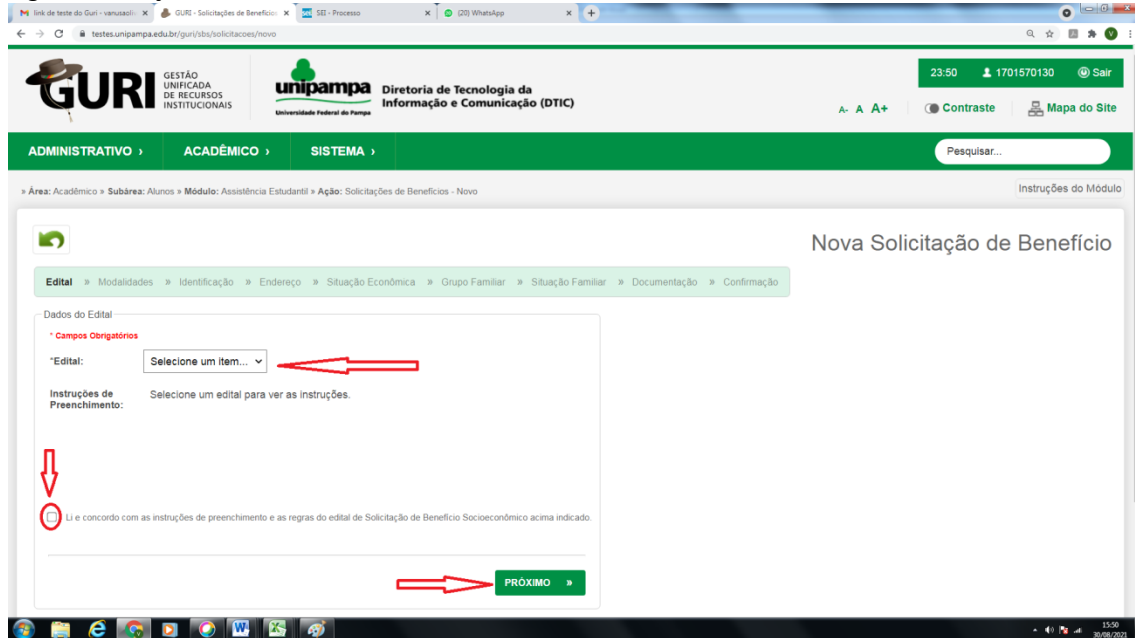 link de teste do Guri - vanusaoliv
GURI - Solicitações de Benefícios
SEI - Processo
(20) WhatsApp
testes.unipampa.edu.br/guri/sbs/solicitacoes/novo
GURI
GESTÃO
UNIFICADA
DE RECURSOS
INSTITUCIONAIS
unipampa
Universidade Federal do Pampa
Diretoria de Tecnologia da
Informação e Comunicação (DTIC)
23:50 1701570130 Sair
A- A A+ Contraste Mapa do Site
ADMINISTRATIVO › ACADÊMICO › SISTEMA ›
Pesquisar...
» Área: Acadêmico » Subárea: Alunos » Módulo: Assistência Estudantil » Ação: Solicitações de Benefícios - Novo
Instruções do Módulo
Nova Solicitação de Benefício
Edital » Modalidades » Identificação » Endereço » Situação Econômica » Grupo Familiar » Situação Familiar » Documentação » Confirmação
Dados do Edital
* Campos Obrigatórios
*Edital: Selecione um item...
Instruções de
Preenchimento:
Selecione um edital para ver as instruções.
Li e concordo com as instruções de preenchimento e as regras do edital de Solicitação de Benefício Socioeconômico acima indicado.
PRÓXIMO »
15:50
30/08/2021